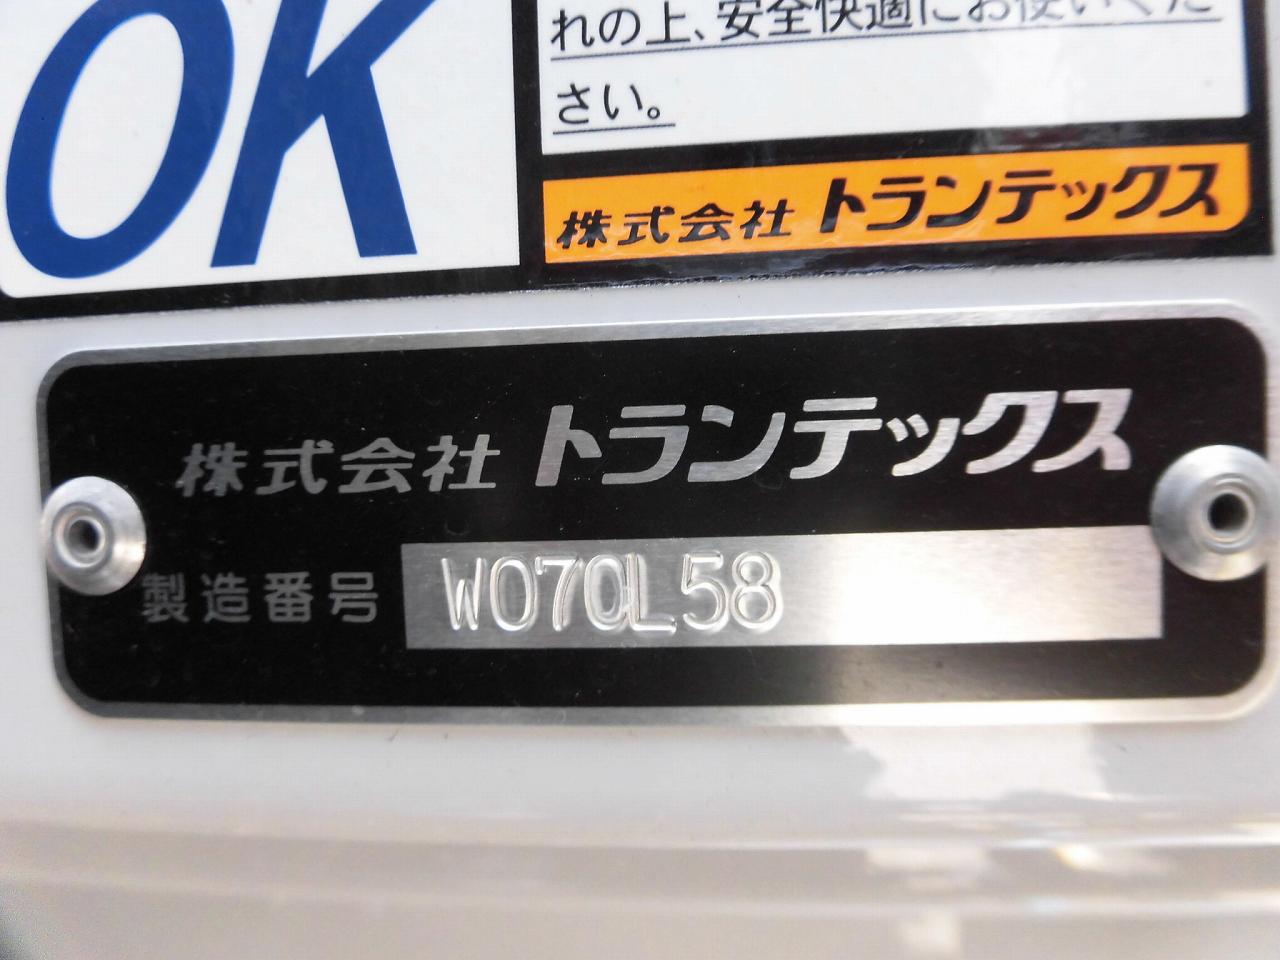 OK
れの上、安全快適にお使いくだ
さい。
株式会社 トランテックス
株式会社 トランテックス
製造番号 W070L58